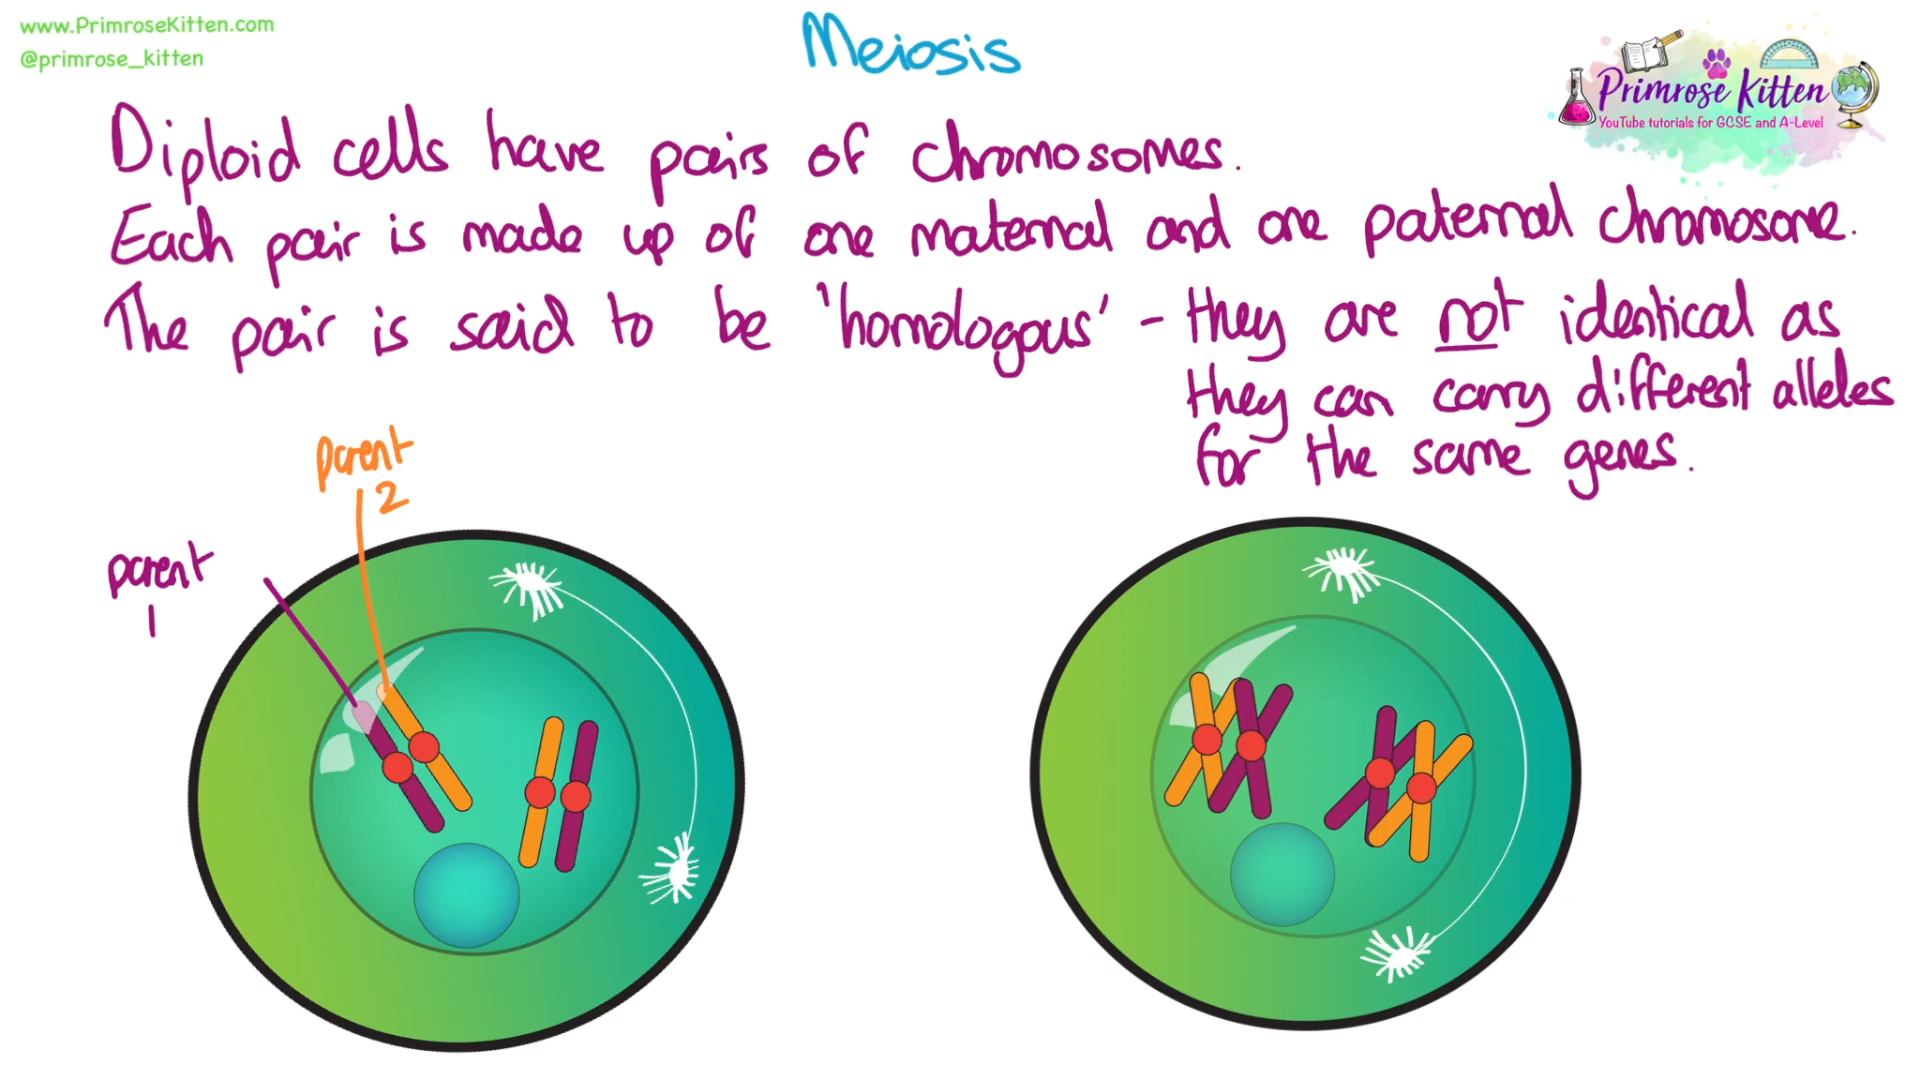 www.PrimroseKitten.com
@primrose_kitten
Meiosis
Primrose Kitten
YouTube tutorials for GCSE and A-Level
Diploid cells have pairs of chromosomes.
Each pair is made up of one maternal and one paternal chromosome.
The pair is said to be 'homologous' - they are not identical as
they can carry different alleles
for the same genes.
parent
2
parent
1